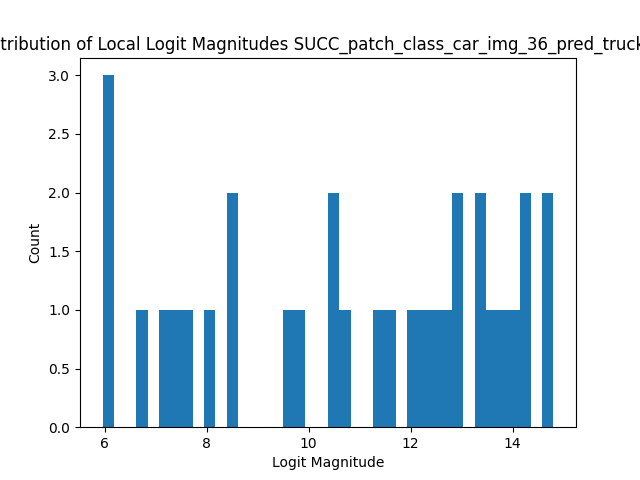 tribution of Local Logit Magnitudes SUCC_patch_class_car_img_36_pred_truck
3.0
2.5
2.0
1.5
1.0
0.5
0.0
Count
6 8 10 12 14
Logit Magnitude